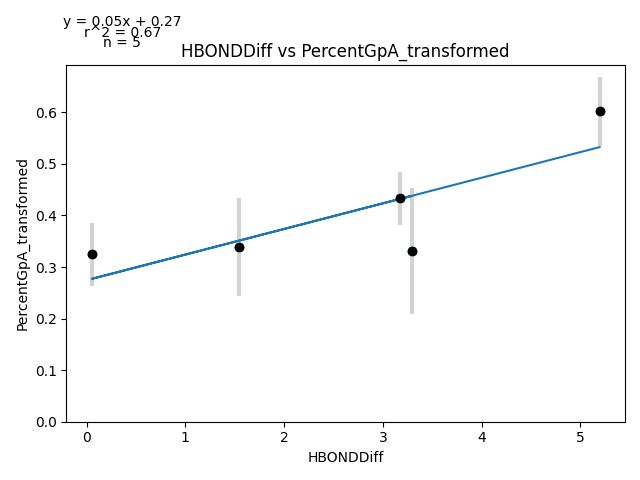 y = 0.05x + 0.27
r^2 = 0.67
n = 5
HBONDDiff vs PercentGpA_transformed
PercentGpA_transformed
0.6
0.5
0.4
0.3
0.2
0.1
0.0
0 1 2 3 4 5
HBONDDiff